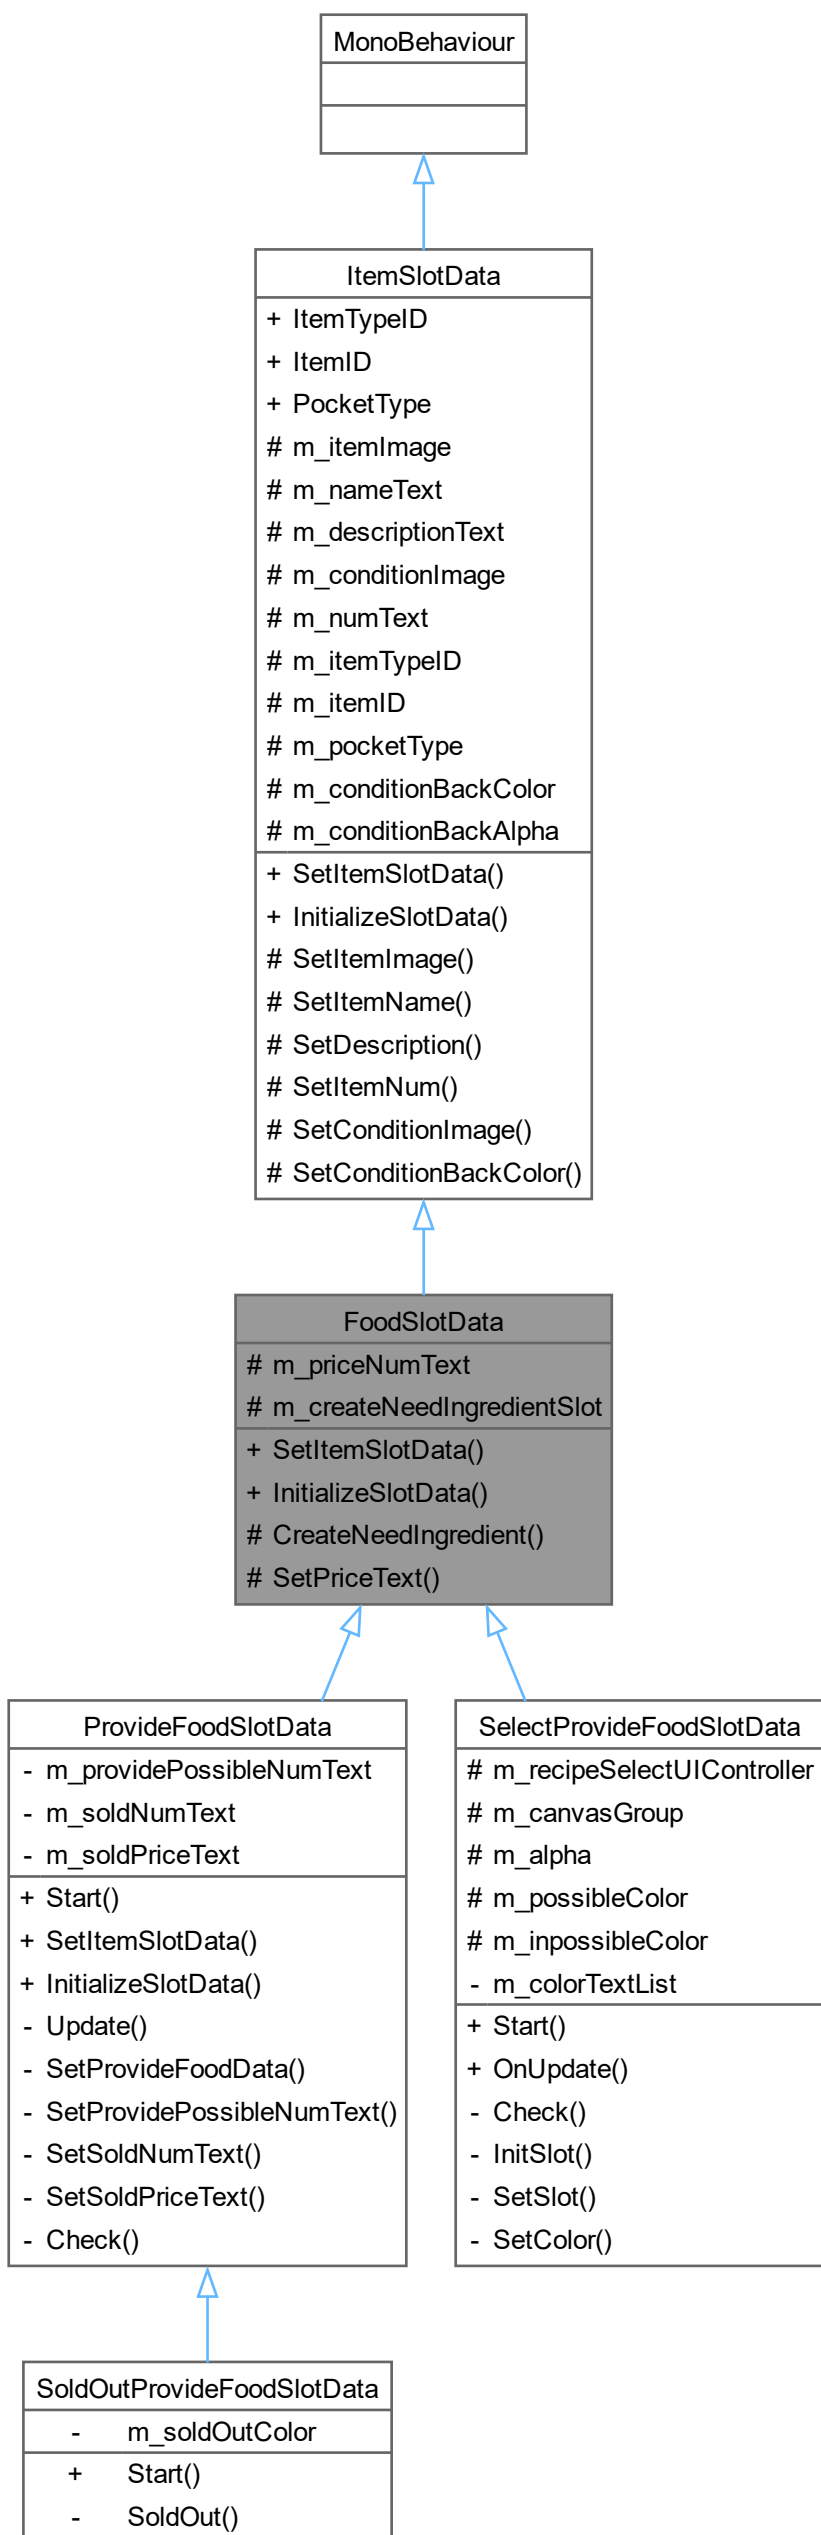 MonoBehaviour
ItemSlotData
+ ItemTypeID
+ ItemID
+ PocketType
# m_itemImage
# m_nameText
# m_descriptionText
# m_conditionImage
# m_numText
# m_itemTypeID
# m_itemID
# m_pocketType
# m_conditionBackColor
# m_conditionBackAlpha
+ SetItemSlotData()
+ InitializeSlotData()
# SetItemImage()
# SetItemName()
# SetDescription()
# SetItemNum()
# SetConditionImage()
# SetConditionBackColor()
FoodSlotData
# m_priceNumText
# m_createNeedIngredientSlot
+ SetItemSlotData()
+ InitializeSlotData()
# CreateNeedIngredient()
# SetPriceText()
ProvideFoodSlotData
- m_providePossibleNumText
- m_soldNumText
- m_soldPriceText
+ Start()
+ SetItemSlotData()
+ InitializeSlotData()
- Update()
- SetProvideFoodData()
- SetProvidePossibleNumText()
- SetSoldNumText()
- SetSoldPriceText()
- Check()
SelectProvideFoodSlotData
# m_recipeSelectUIController
# m_canvasGroup
# m_alpha
# m_possibleColor
# m_inpossibleColor
- m_colorTextList
+ Start()
+ OnUpdate()
- Check()
- InitSlot()
- SetSlot()
- SetColor()
SoldOutProvideFoodSlotData
- m_soldOutColor
+ Start()
- SoldOut()